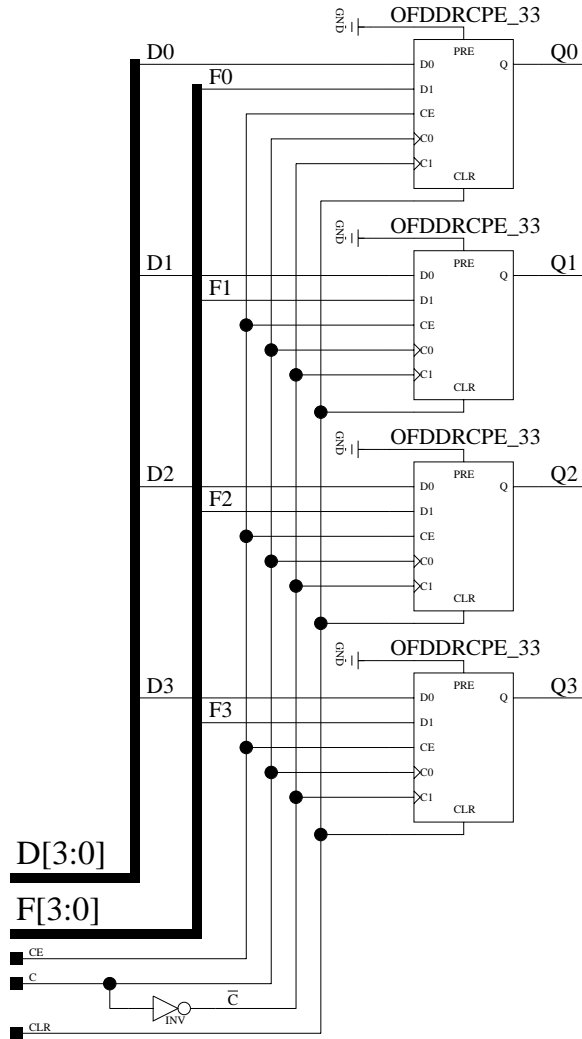 GND OFDDRCPE_33
D0 D0 PRE Q Q0
F0 D1
CE
C0
C1
CLR
GND OFDDRCPE_33
D1 D0 PRE Q Q1
F1 D1
CE
C0
C1
CLR
GND OFDDRCPE_33
D2 D0 PRE Q Q2
F2 D1
CE
C0
C1
CLR
GND OFDDRCPE_33
D3 D0 PRE Q Q3
F3 D1
CE
C0
C1
CLR
D[3:0]
F[3:0]
CE
C
INV C̅
CLR